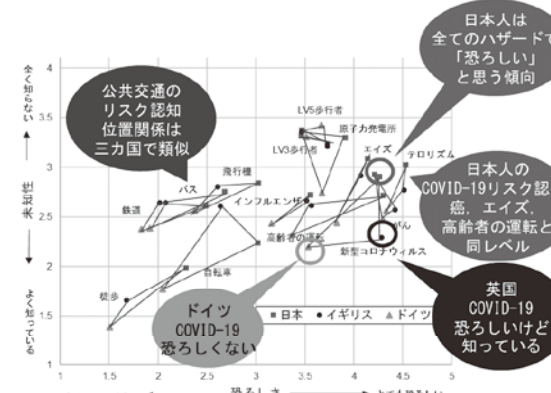 日本人は
全てのハザードで
「恐ろしい」
と思う傾向
公共交通の
リスク認知
位置関係は
三カ国で類似
全く知らない
未知性
よく知っている
4
3.5
3
2.5
2
1.5
1
LV5歩行者
原子力発電所
LV3歩行者
エイズ
テロリズム
飛行機
バス
インフルエンザ
鉄道
高齢者の運転
がん
新型コロナウィルス
自転車
徒歩
日本人の
COVID-19リスク認
癌、エイズ、
高齢者の運転と
同レベル
ドイツ
COVID-19
恐ろしくない
■日本 ●イギリス ▲ドイツ
英国
COVID-19
恐ろしいけど
知っている
1 1.5 2 2.5 3 3.5 4 4.5 5
恐ろしさ